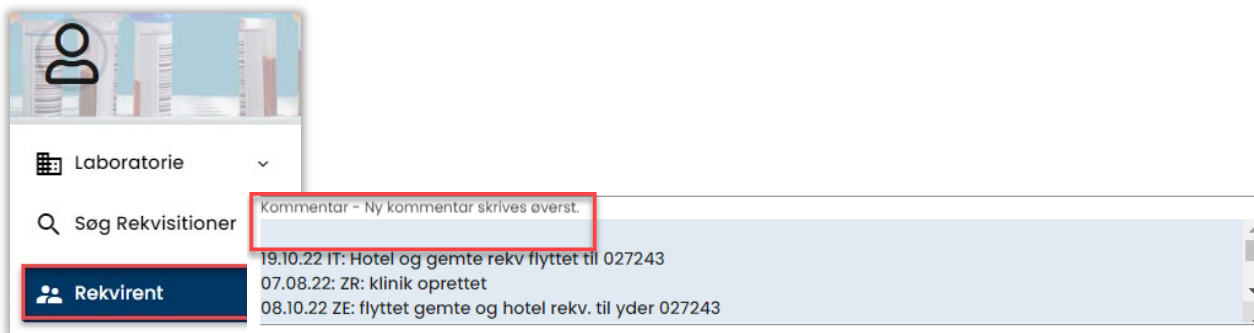 Laboratorie
Søg Rekvisitioner
Rekvirent
Kommentar - Ny kommentar skrives øverst.
19.10.22 IT: Hotel og gemte rekv flyttet til 027243
07.08.22: ZR: klinik oprettet
08.10.22 ZE: flyttet gemte og hotel rekv. til yder 027243